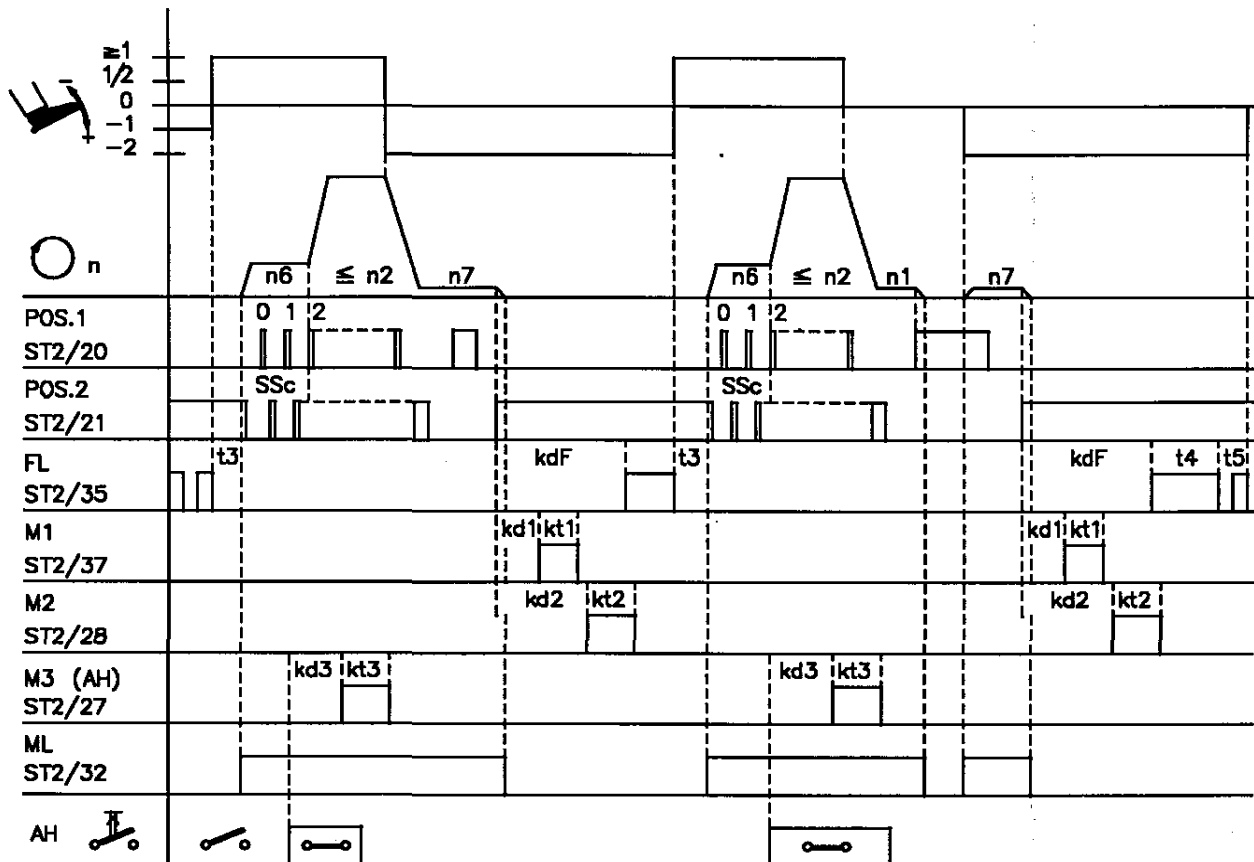 ≧1
1/2
0
-1
-2
−
+
n
n6 ≦ n2 n7 n6 ≦ n2 n1 n7
POS.1 0 1 2 0 1 2
ST2/20
POS.2 SSc SSc
ST2/21
FL t3 kdF t3 kdF t4 t5
ST2/35
M1 kd1 kt1 kd1 kt1
ST2/37
M2 kd2 kt2 kd2 kt2
ST2/28
M3 (AH) kd3 kt3 kd3 kt3
ST2/27
ML
ST2/32
AH